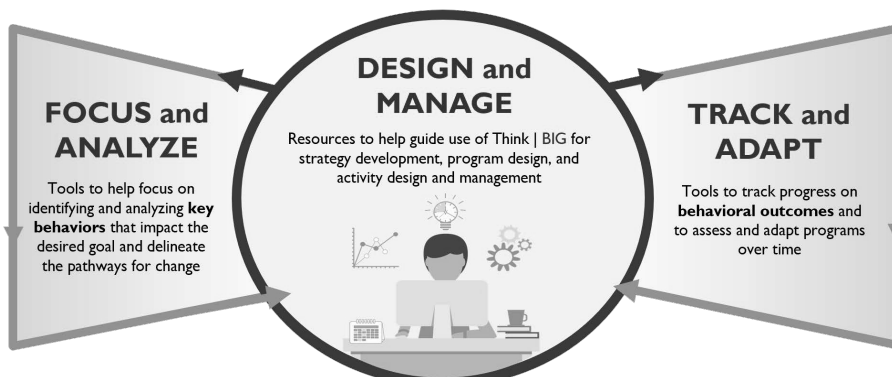 FOCUS and
ANALYZE
Tools to help focus on
identifying and analyzing key
behaviors that impact the
desired goal and delineate
the pathways for change
DESIGN and
MANAGE
Resources to help guide use of Think | BIG for
strategy development, program design, and
activity design and management
TRACK and
ADAPT
Tools to track progress on
behavioral outcomes and
to assess and adapt programs
over time